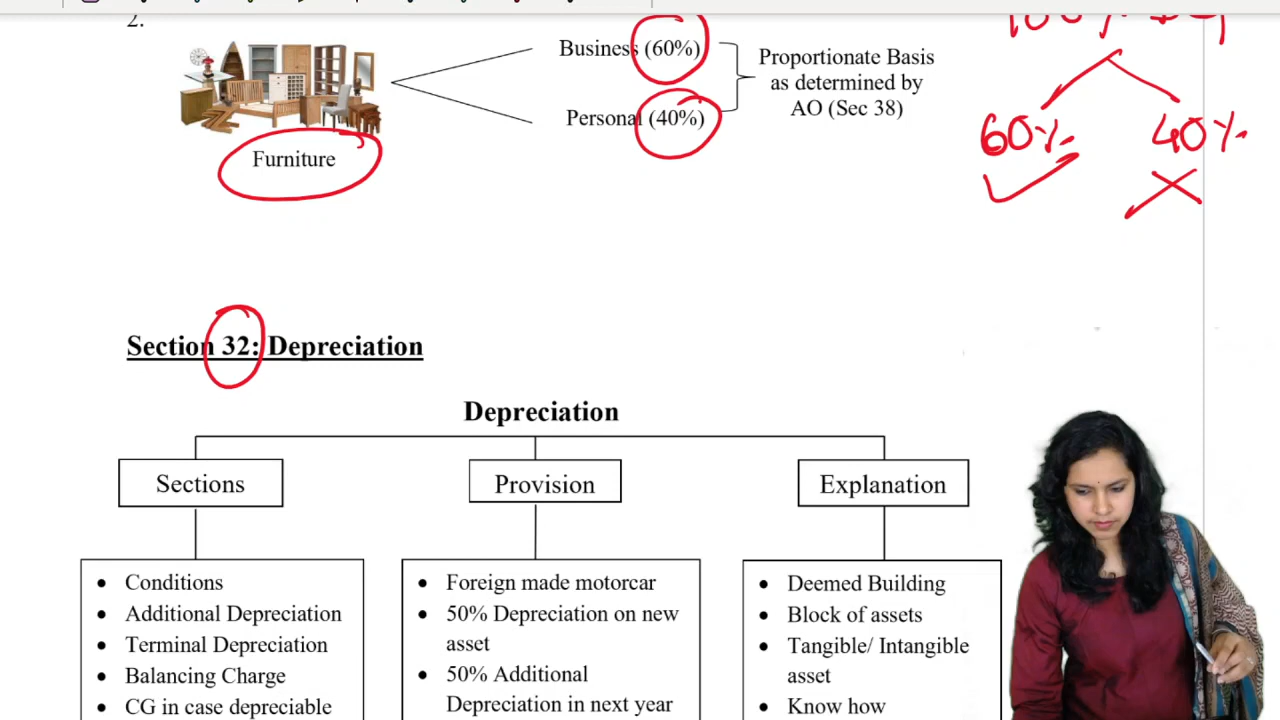 2.
Business (60%)
Personal (40%)
Proportionate Basis
as determined by
AO (Sec 38)
Furniture
60%
40%
Section 32: Depreciation
Depreciation
Sections
Provision
Explanation
• Conditions
• Additional Depreciation
• Terminal Depreciation
• Balancing Charge
• CG in case depreciable
• Foreign made motorcar
• 50% Depreciation on new
asset
• 50% Additional
Depreciation in next year
• Deemed Building
• Block of assets
• Tangible/ Intangible
asset
• Know how